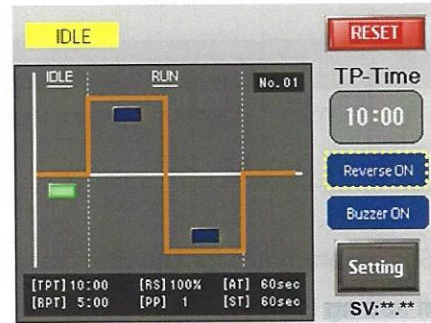 IDLE
RESET
IDLE RUN No.01
TP-Time
10:00
Reverse ON
Buzzer ON
Setting
[TPT] 10:00 [RS] 100% [AT] 60sec
[RPT] 5:00 [PP] 1 [ST] 60sec
SV:**.**